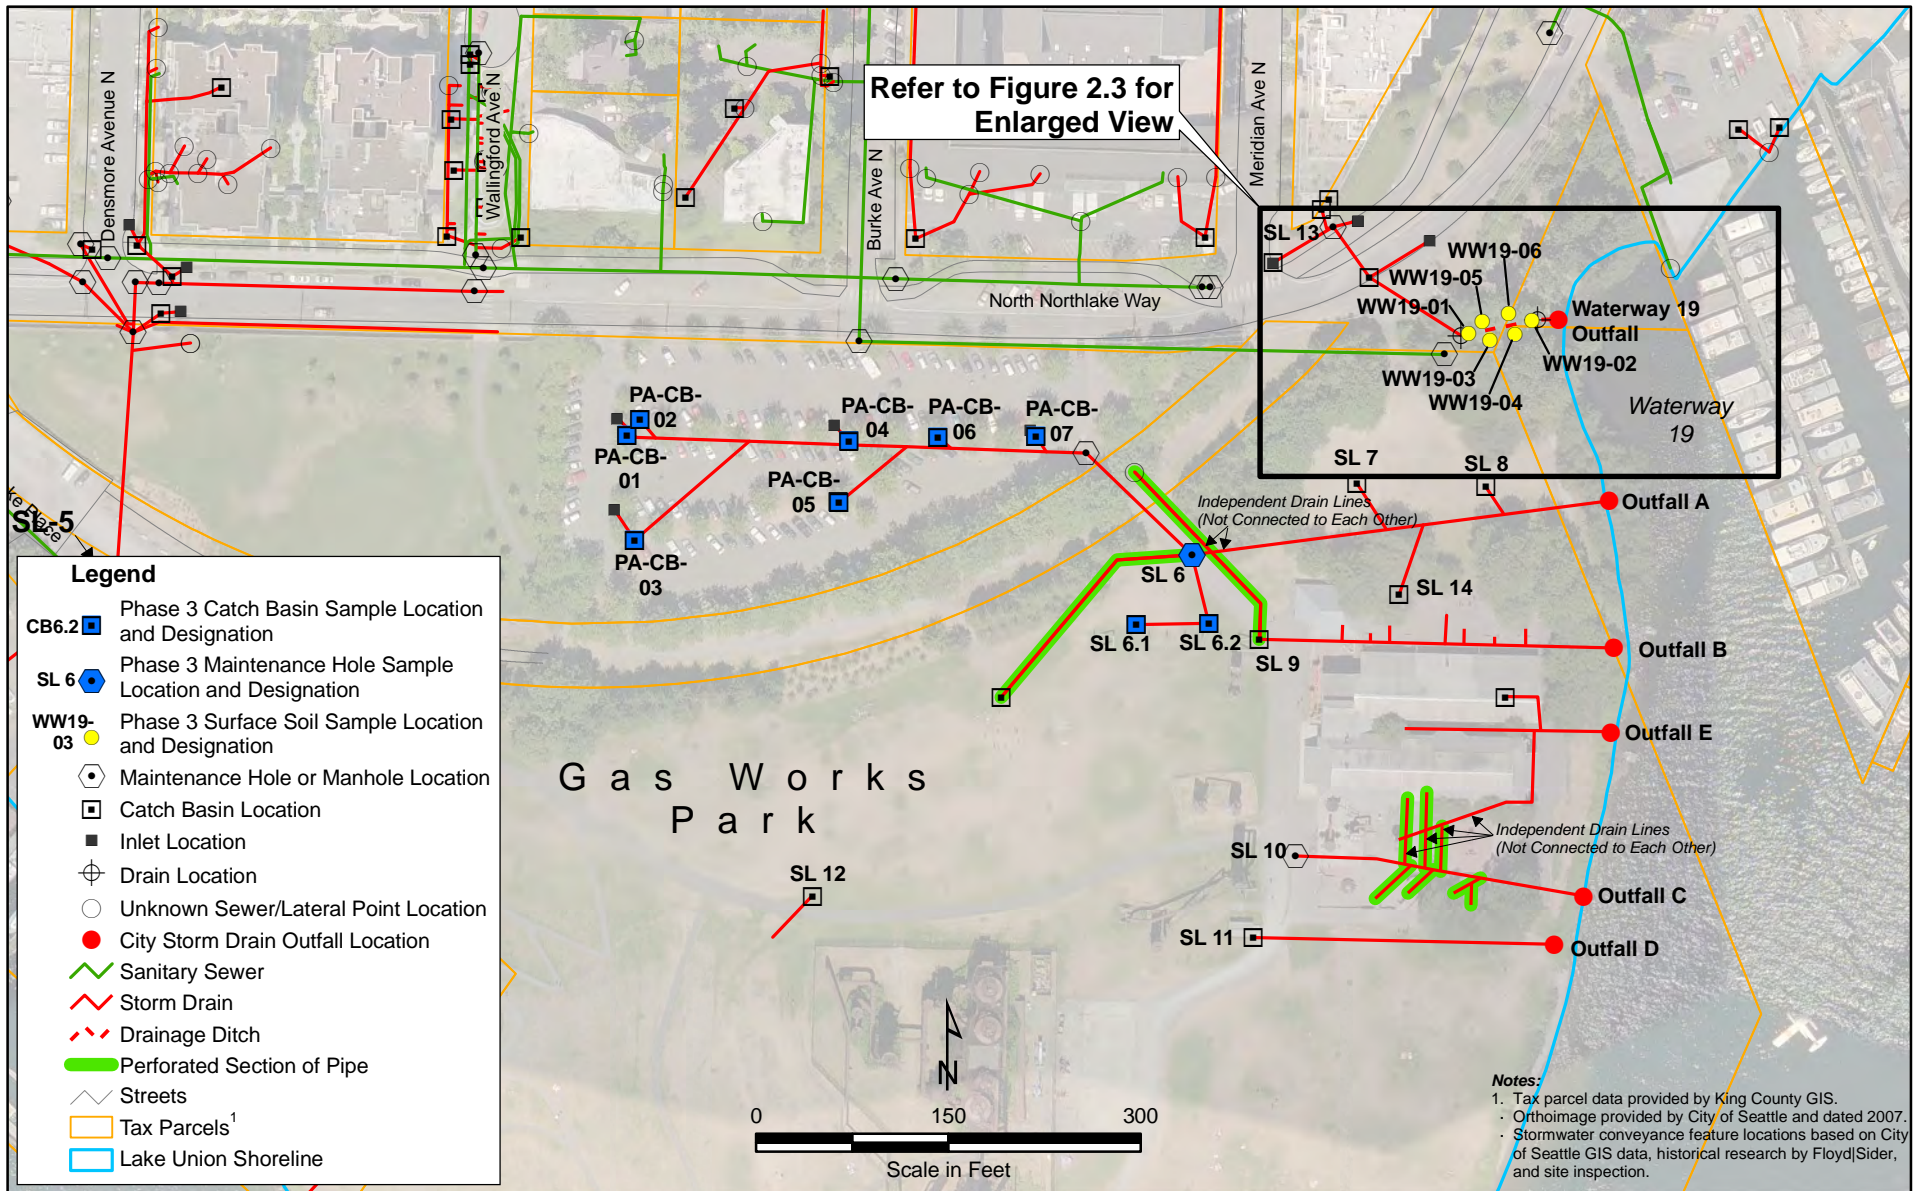 Refer to Figure 2.3 for
Enlarged View
Densmore Avenue N
Wallingford Ave N
Burke Ave N
Meridian Ave N
North Northlake Way
SL 13
WW19-06
WW19-05
WW19-01
Waterway 19
Outfall
WW19-02
WW19-03
WW19-04
Waterway
19
PA-CB-
02
PA-CB-
01
PA-CB-
04
PA-CB-
06
PA-CB-
07
PA-CB-
05
PA-CB-
03
SL 7
SL 8
Outfall A
Independent Drain Lines
(Not Connected to Each Other)
SL 6
SL 14
SL 6.1
SL 6.2
SL 9
Outfall B
Outfall E
ke Place
SL-5
Gas Works
Park
Independent Drain Lines
(Not Connected to Each Other)
SL 10
SL 12
Outfall C
SL 11
Outfall D
Legend
CB6.2
Phase 3 Catch Basin Sample Location
and Designation
SL 6
Phase 3 Maintenance Hole Sample
Location and Designation
WW19-
03
Phase 3 Surface Soil Sample Location
and Designation
Maintenance Hole or Manhole Location
Catch Basin Location
Inlet Location
Drain Location
Unknown Sewer/Lateral Point Location
City Storm Drain Outfall Location
Sanitary Sewer
Storm Drain
Drainage Ditch
Perforated Section of Pipe
Streets
Tax Parcels1
Lake Union Shoreline
N
0 150 300
Scale in Feet
Notes:
1. Tax parcel data provided by King County GIS.
· Orthoimage provided by City of Seattle and dated 2007.
· Stormwater conveyance feature locations based on City
of Seattle GIS data, historical research by Floyd|Sider,
and site inspection.